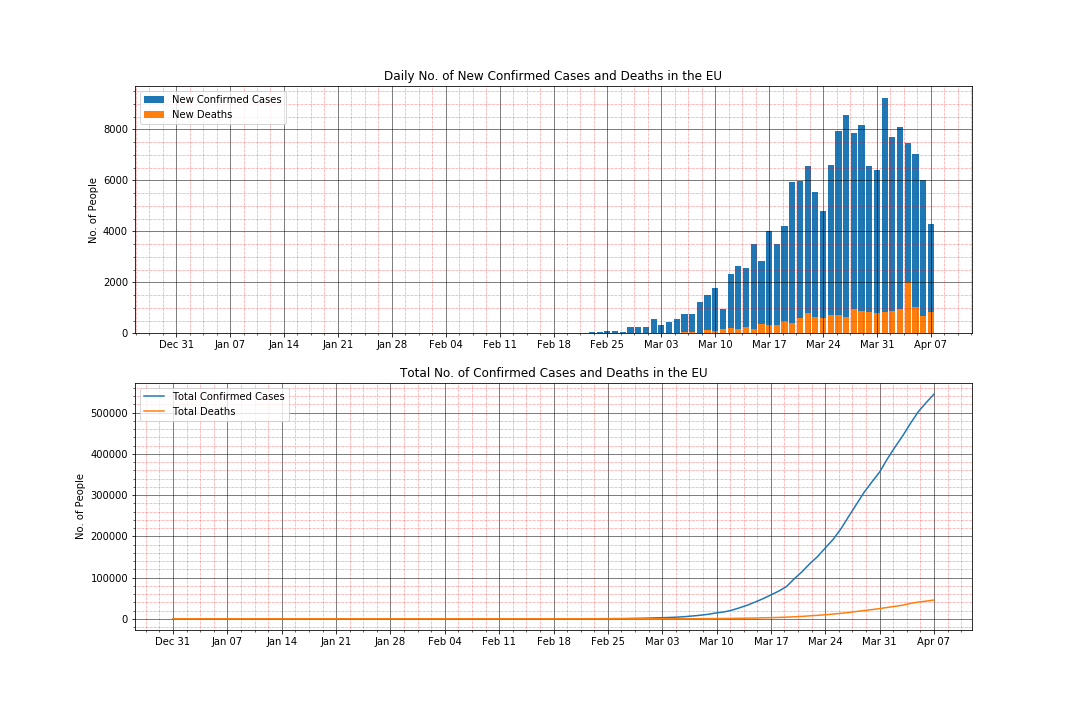 Daily No. of New Confirmed Cases and Deaths in the EU
New Confirmed Cases
New Deaths
No. of People
8000
6000
4000
2000
0
Dec 31 Jan 07 Jan 14 Jan 21 Jan 28 Feb 04 Feb 11 Feb 18 Feb 25 Mar 03 Mar 10 Mar 17 Mar 24 Mar 31 Apr 07
Total No. of Confirmed Cases and Deaths in the EU
Total Confirmed Cases
Total Deaths
No. of People
500000
400000
300000
200000
100000
0
Dec 31 Jan 07 Jan 14 Jan 21 Jan 28 Feb 04 Feb 11 Feb 18 Feb 25 Mar 03 Mar 10 Mar 17 Mar 24 Mar 31 Apr 07